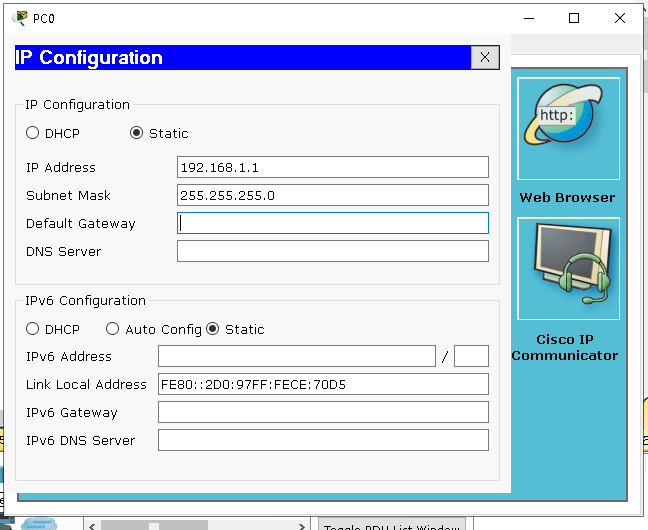 PC0
IP Configuration
X
IP Configuration
DHCP
Static
IP Address
192.168.1.1
Subnet Mask
255.255.255.0
Default Gateway
DNS Server
IPv6 Configuration
DHCP
Auto Config
Static
IPv6 Address
/
Link Local Address
FE80::2D0:97FF:FECE:70D5
IPv6 Gateway
IPv6 DNS Server
http:
Web Browser
Cisco IP
Communicator
Toggle PDU List Window